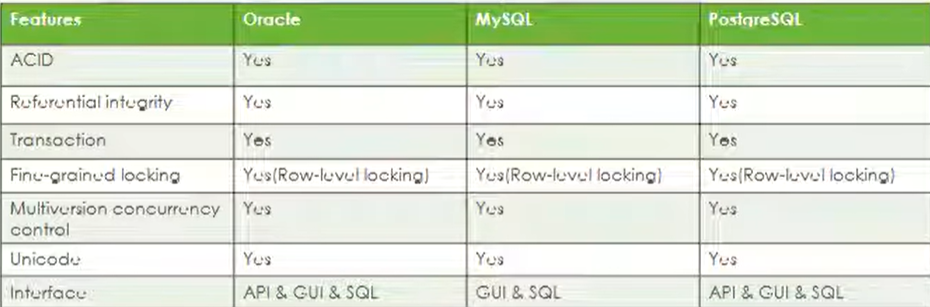 Features Oracle MySQL PostgreSQL
ACID Yes Yes Yes
Referential integrity Yes Yes Yes
Transaction Yes Yes Yes
Fine-grained locking Yes(Row-level locking) Yes(Row-level locking) Yes(Row-level locking)
Multiversion concurrency Yes Yes Yes
control
Unicode Yes Yes Yes
Interface API & GUI & SQL GUI & SQL API & GUI & SQL